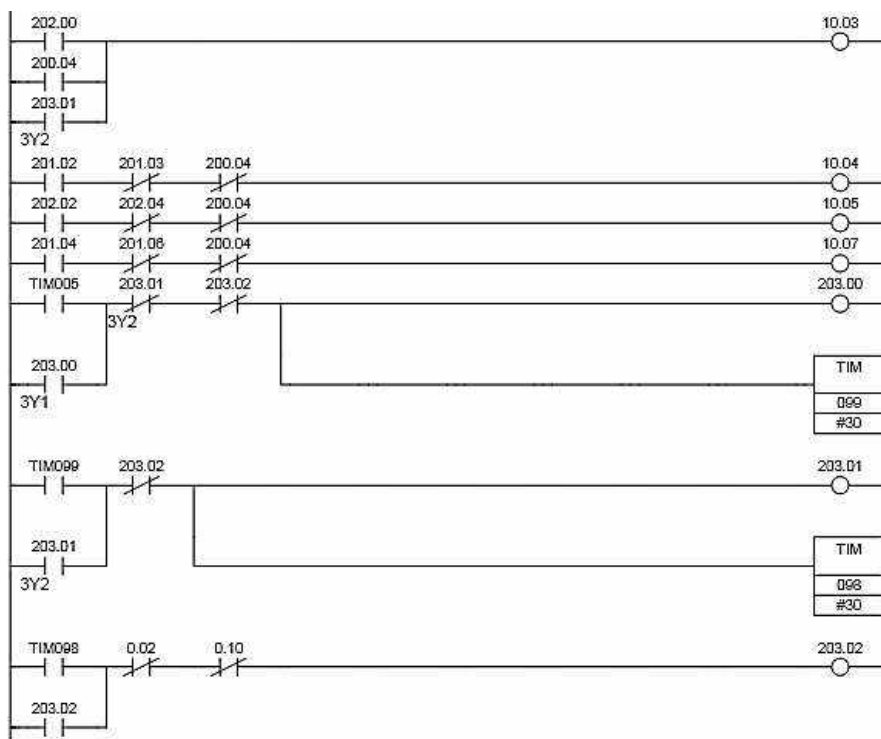 202.00 10.03
200.04
203.01
3Y2
201.02 201.03 200.04 10.04
202.02 202.04 200.04 10.05
201.04 201.06 200.04 10.07
TIM005 203.01 203.02 203.00
3Y2
203.00 TIM
3Y1 099
#30
TIM099 203.02 203.01
203.01 TIM
3Y2 098
#30
TIM098 0.02 0.10 203.02
203.02